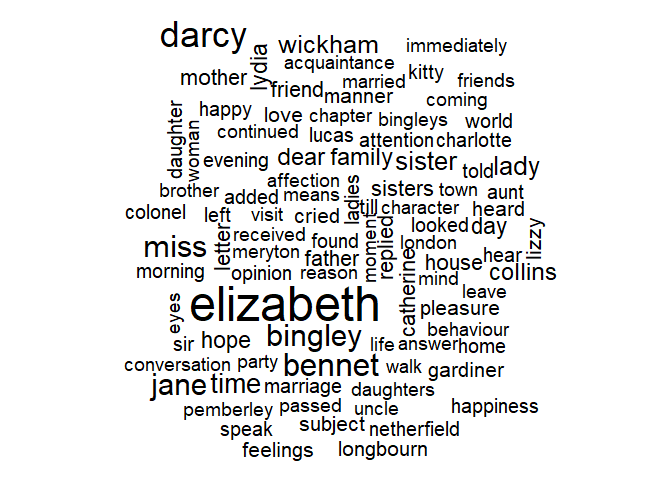 darcy
wickham
immediately
lydia
acquaintance
mother
friend
married
kitty
friends
manner
coming
daughter
woman
happy
love
chapter
bingleys
world
continued
lucas
attention
charlotte
evening
dear
family
sister
told
lady
brother
affection
added
means
ladies
sisters
town
aunt
colonel
left
visit
cried
till
character
heard
letter
received
found
moment
replied
looked
day
miss
meryton
father
london
catherine
house
hear
lizzy
morning
opinion
reason
mind
collins
elizabeth
eyes
leave
pleasure
sir
hope
bingley
life
answer
behaviour
home
conversation
party
bennet
walk
gardiner
jane
time
marriage
daughters
pemberley
passed
uncle
happiness
speak
subject
netherfield
feelings
longbourn